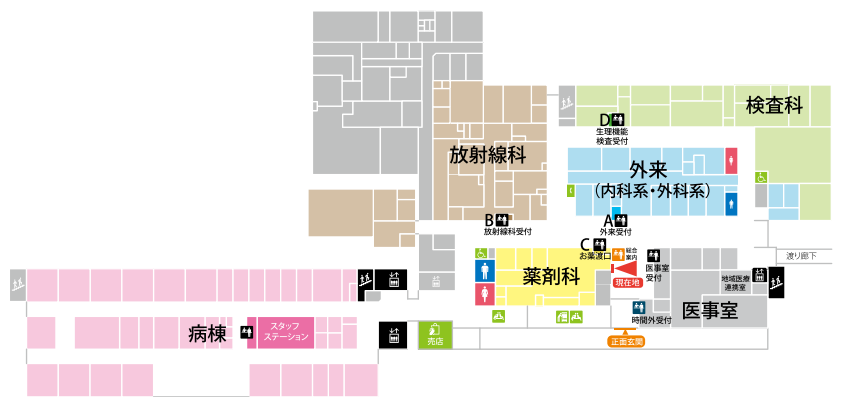 検査科
D
生理機能
検査受付
放射線科
外来
(内科系・外科系)
B
放射線科受付
A
外来受付
C
お薬渡口
総合
案内
医事室
受付
渡り廊下
薬剤科
現在地
地域医療
連携室
医事室
時間外受付
病棟
スタッフ
ステーション
売店
正面玄関